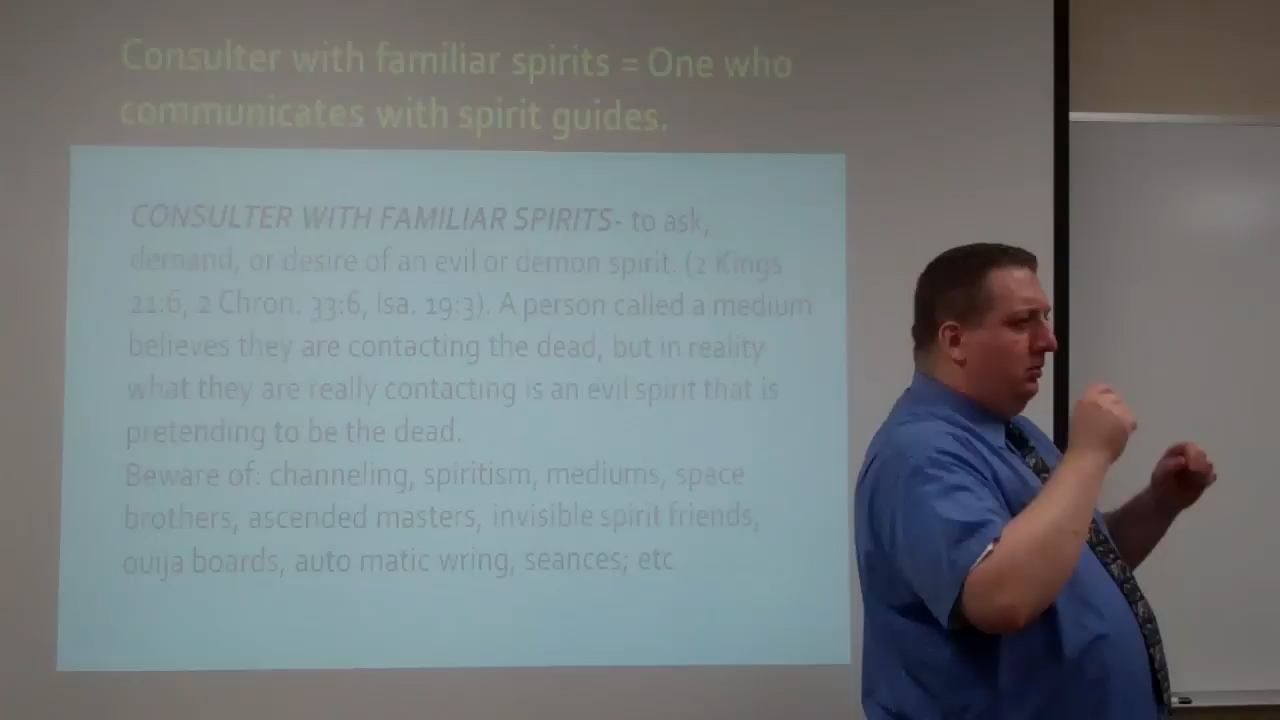 Consulter with familiar spirits = One who
communicates with spirit guides.
CONSULTER WITH FAMILIAR SPIRITS- to ask,
demand, or desire of an evil or demon spirit. (2 Kings
21:6, 2 Chron. 33:6, Isa. 19:3). A person called a medium
believes they are contacting the dead, but in reality
what they are really contacting is an evil spirit that is
pretending to be the dead.
Beware of: channeling, spiritism, mediums, space
brothers, ascended masters, invisible spirit friends,
ouija boards, auto matic wring, seances; etc